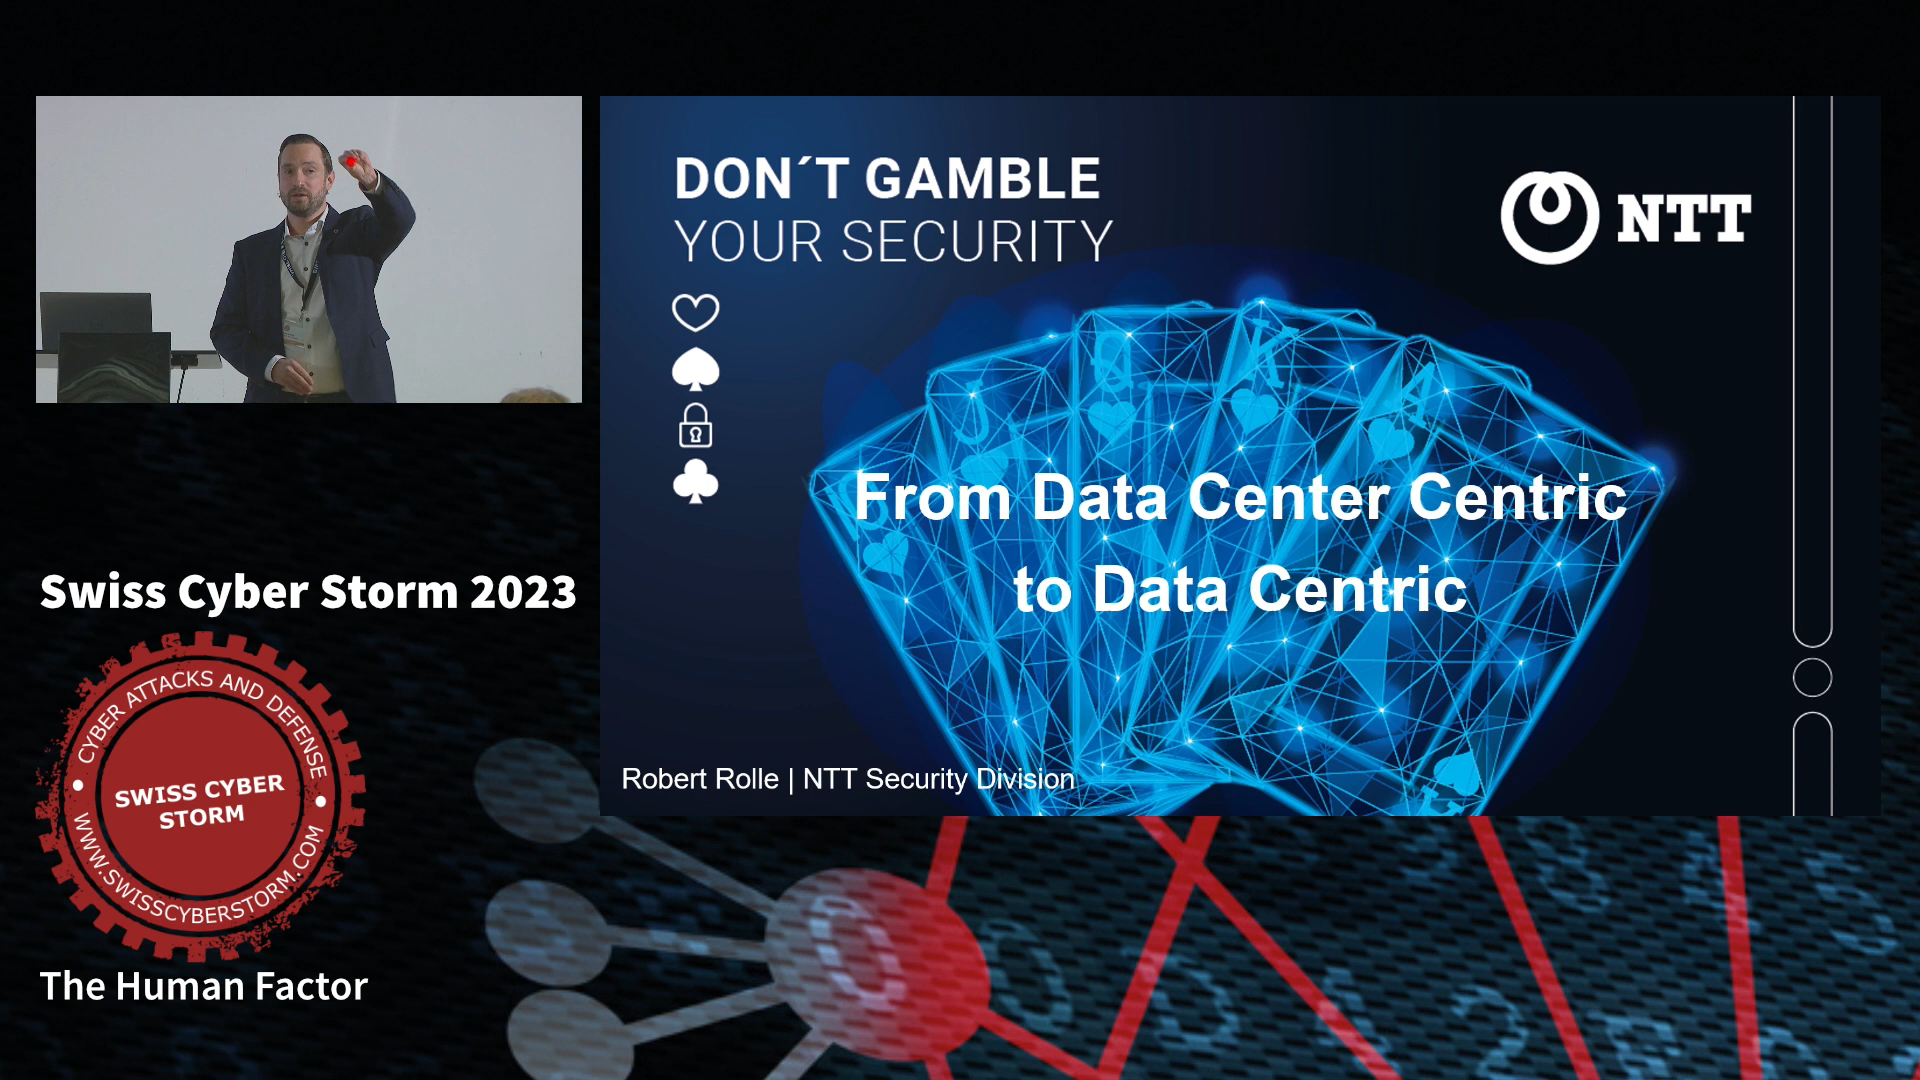 DON´T GAMBLE
YOUR SECURITY
NTT
J
Q
K
A
From Data Center Centric
to Data Centric
Robert Rolle | NTT Security Division
Swiss Cyber Storm 2023
CYBER ATTACKS AND DEFENSE
SWISS CYBER
STORM
WWW.SWISSCYBERSTORM.COM
The Human Factor